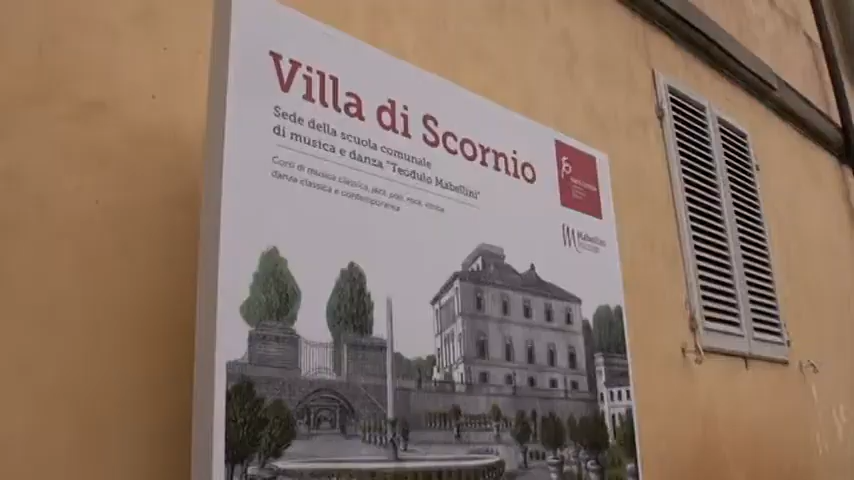 Villa di Scornio
Sede della scuola comunale
di musica e danza "Teodulo Mabellini"
Corsi di musica classica, jazz, pop, rock, etnica
danza classica e contemporanea
Mabellini